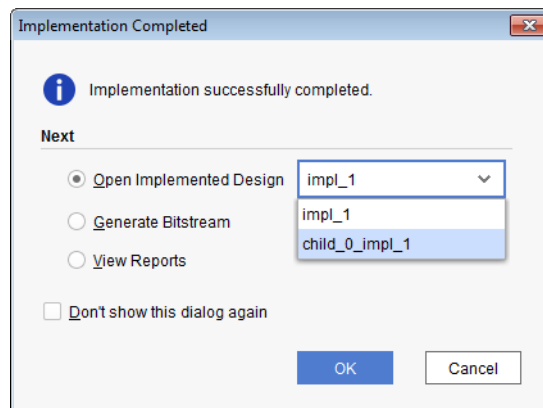 Implementation Completed
Implementation successfully completed.
Next
Open Implemented Design impl_1
impl_1
Generate Bitstream
child_0_impl_1
View Reports
Don't show this dialog again
OK Cancel